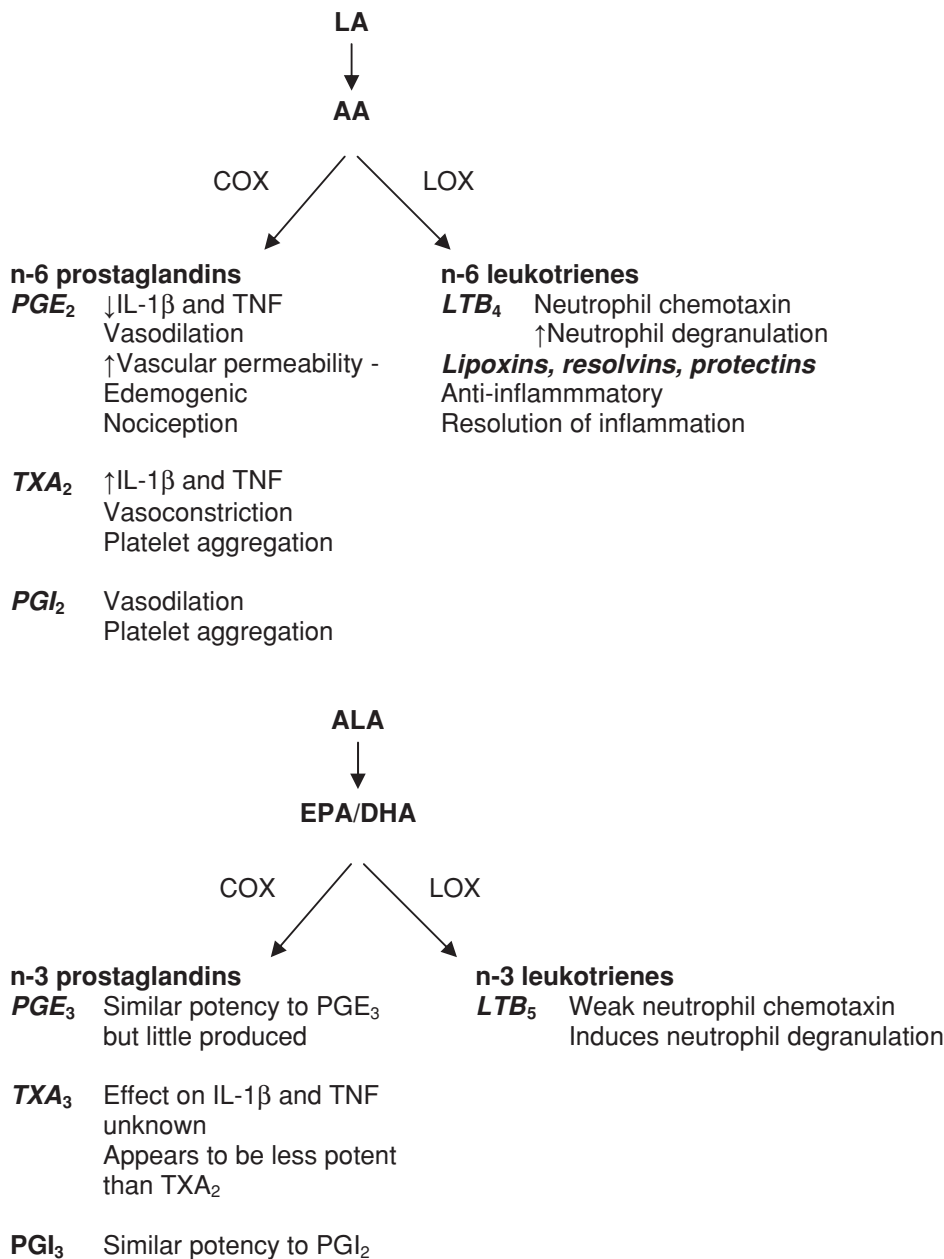 LA
AA
COX
LOX
n-6 prostaglandins
PGE₂ ↓IL-1β and TNF
Vasodilation
↑Vascular permeability -
Edemogenic
Nociception
TXA₂ ↑IL-1β and TNF
Vasoconstriction
Platelet aggregation
PGI₂ Vasodilation
Platelet aggregation
n-6 leukotrienes
LTB₄ Neutrophil chemotaxin
↑Neutrophil degranulation
Lipoxins, resolvins, protectins
Anti-inflammmatory
Resolution of inflammation
ALA
EPA/DHA
COX
LOX
n-3 prostaglandins
PGE₃ Similar potency to PGE₃
but little produced
TXA₃ Effect on IL-1β and TNF
unknown
Appears to be less potent
than TXA₂
PGI₃ Similar potency to PGI₂
n-3 leukotrienes
LTB₅ Weak neutrophil chemotaxin
Induces neutrophil degranulation